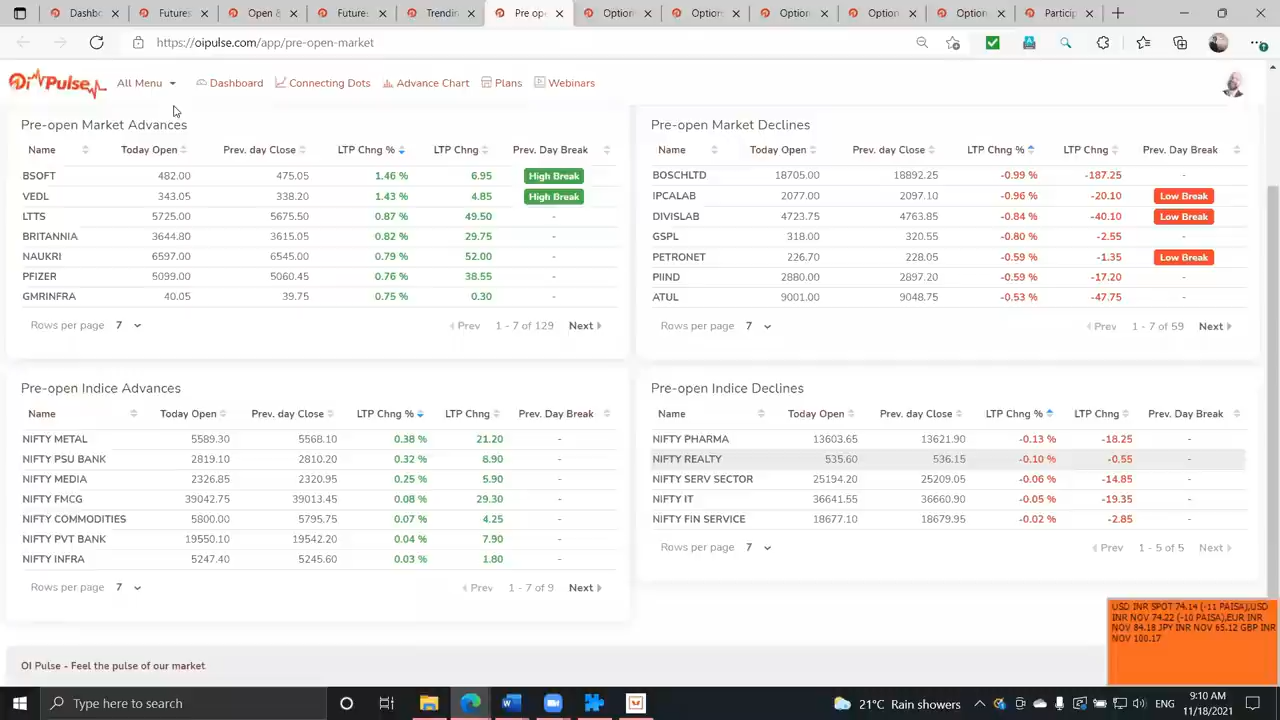 Dashbo
Futures
Open &
Future
Trendin
Pre ope
Option
Option
Option
Option
Particip
https://oipulse.com/app/pre-open-market
Oi Pulse
All Menu
Dashboard
Connecting Dots
Advance Chart
Plans
Webinars
Pre-open Market Advances
Name Today Open Prev. day Close LTP Chng % LTP Chng Prev. Day Break
BSOFT 482.00 475.05 1.46 % 6.95 High Break
VEDL 343.05 338.20 1.43 % 4.85 High Break
LTTS 5725.00 5675.50 0.87 % 49.50 -
BRITANNIA 3644.80 3615.05 0.82 % 29.75 -
NAUKRI 6597.00 6545.00 0.79 % 52.00 -
PFIZER 5099.00 5060.45 0.76 % 38.55 -
GMRINFRA 40.05 39.75 0.75 % 0.30 -
Rows per page 7 Prev 1 - 7 of 129 Next
Pre-open Market Declines
Name Today Open Prev. day Close LTP Chng % LTP Chng Prev. Day Break
BOSCHLTD 18705.00 18892.25 -0.99 % -187.25 -
IPCALAB 2077.00 2097.10 -0.96 % -20.10 Low Break
DIVISLAB 4723.75 4763.85 -0.84 % -40.10 Low Break
GSPL 318.00 320.55 -0.80 % -2.55 -
PETRONET 226.70 228.05 -0.59 % -1.35 Low Break
PIIND 2880.00 2897.20 -0.59 % -17.20 -
ATUL 9001.00 9048.75 -0.53 % -47.75 -
Rows per page 7 Prev 1 - 7 of 59 Next
Pre-open Indice Advances
Name Today Open Prev. day Close LTP Chng % LTP Chng Prev. Day Break
NIFTY METAL 5589.30 5568.10 0.38 % 21.20 -
NIFTY PSU BANK 2819.10 2810.20 0.32 % 8.90 -
NIFTY MEDIA 2326.85 2320.95 0.25 % 5.90 -
NIFTY FMCG 39042.75 39013.45 0.08 % 29.30 -
NIFTY COMMODITIES 5800.00 5795.75 0.07 % 4.25 -
NIFTY PVT BANK 19550.10 19542.20 0.04 % 7.90 -
NIFTY INFRA 5247.40 5245.60 0.03 % 1.80 -
Rows per page 7 Prev 1 - 7 of 9 Next
Pre-open Indice Declines
Name Today Open Prev. day Close LTP Chng % LTP Chng Prev. Day Break
NIFTY PHARMA 13603.65 13621.90 -0.13 % -18.25 -
NIFTY REALTY 535.60 536.15 -0.10 % -0.55 -
NIFTY SERV SECTOR 25194.20 25209.05 -0.06 % -14.85 -
NIFTY IT 36641.55 36660.90 -0.05 % -19.35 -
NIFTY FIN SERVICE 18677.10 18679.95 -0.02 % -2.85 -
Rows per page 7 Prev 1 - 5 of 5 Next
USD INR SPOT 74.14 (-11 PAISA),USD
INR NOV 74.22 (-10 PAISA),EUR INR
NOV 84.18 JPY INR NOV 65.12 GBP INR
NOV 100.17
OI Pulse - Feel the pulse of our market
Type here to search
21°C Rain showers
ENG
9:10 AM
11/18/2021